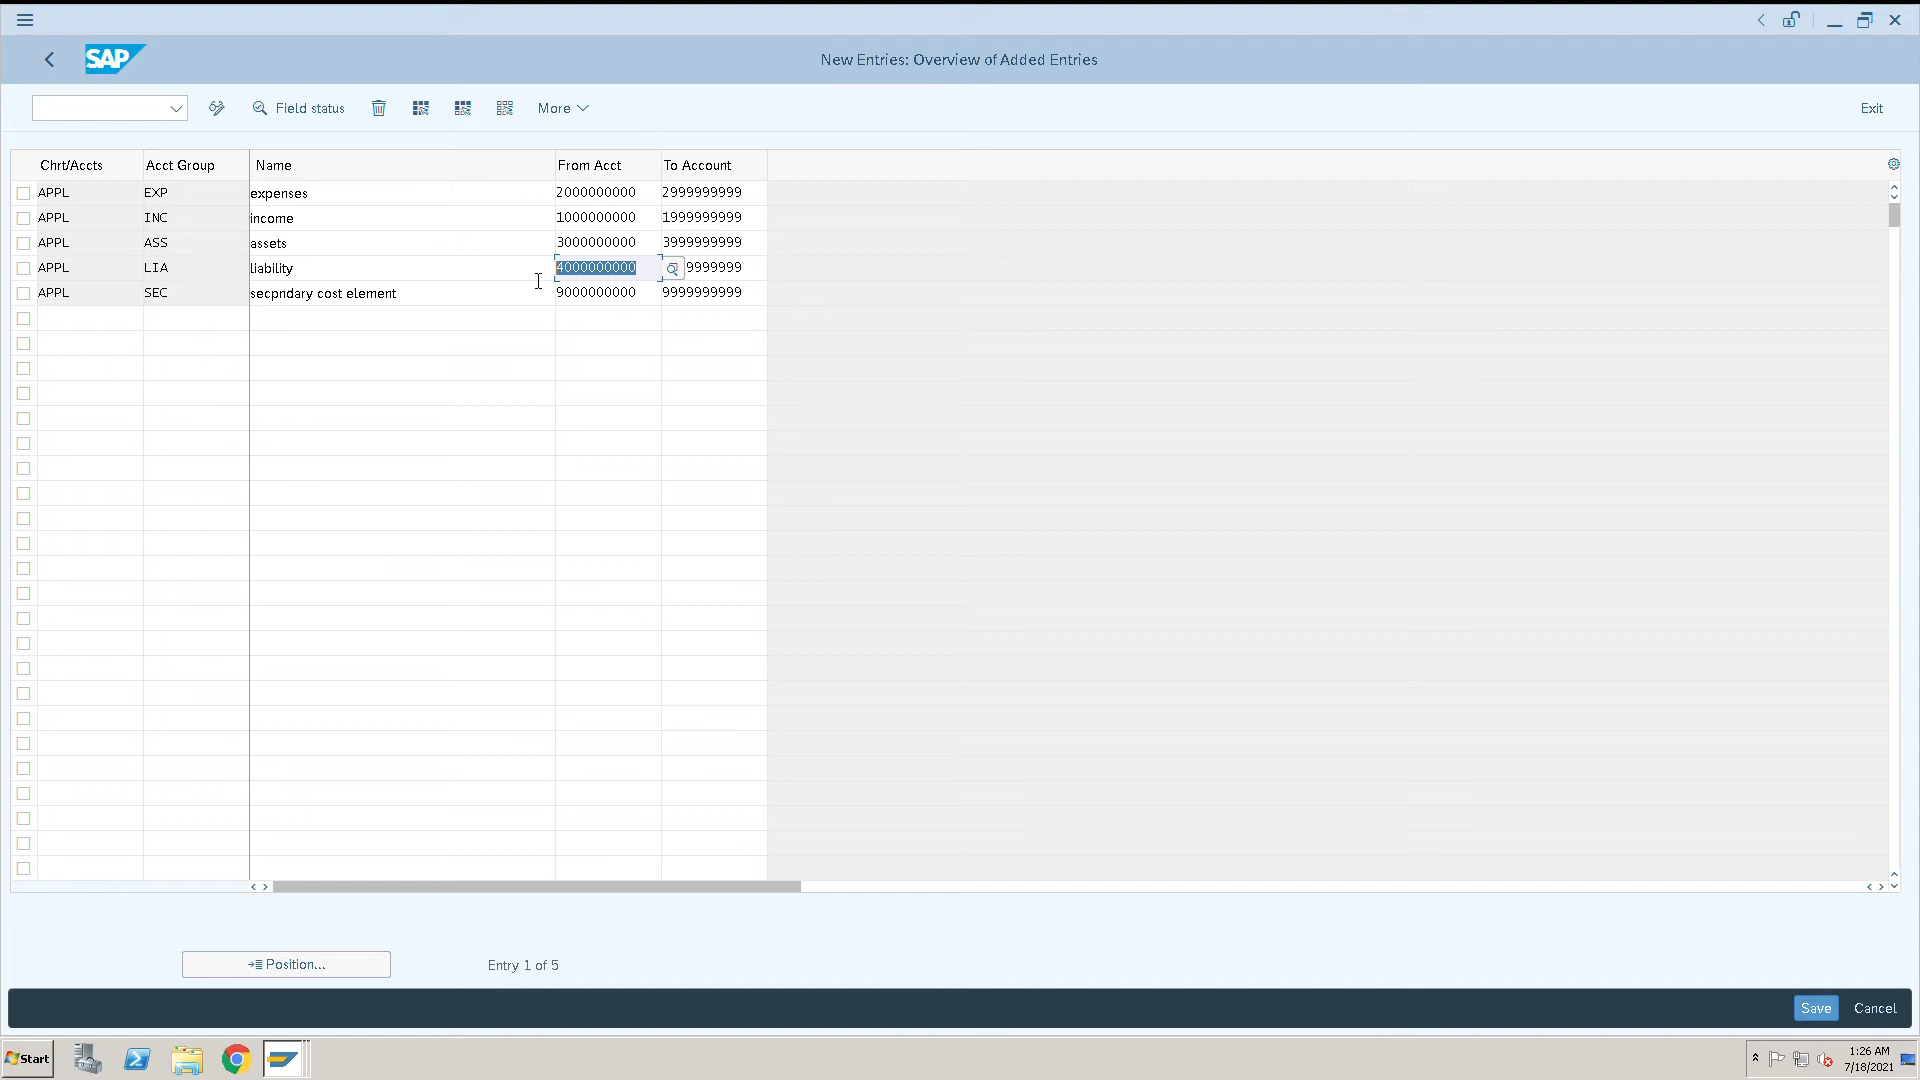 SAP
New Entries: Overview of Added Entries
Field status
More
Exit
Chrt/Accts Acct Group Name From Acct To Account
APPL EXP expenses 2000000000 2999999999
APPL INC income 1000000000 1999999999
APPL ASS assets 3000000000 3999999999
APPL LIA liability 4000000000 9999999
APPL SEC secpndary cost element 9000000000 9999999999
Position...
Entry 1 of 5
Save Cancel
Start
1:26 AM
7/18/2021